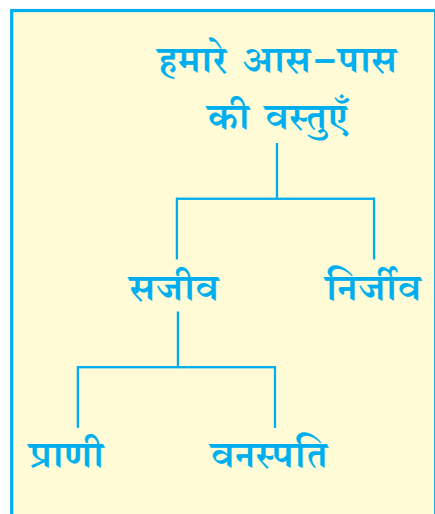 हमारे आस–पास
की वस्तुएँ
सजीव निर्जीव
प्राणी वनस्पति